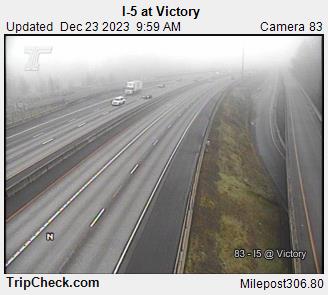 I-5 at Victory
Updated Dec 23 2023 9:59 AM Camera 83
N
83 - I5 @ Victory
TripCheck.com Milepost306.80